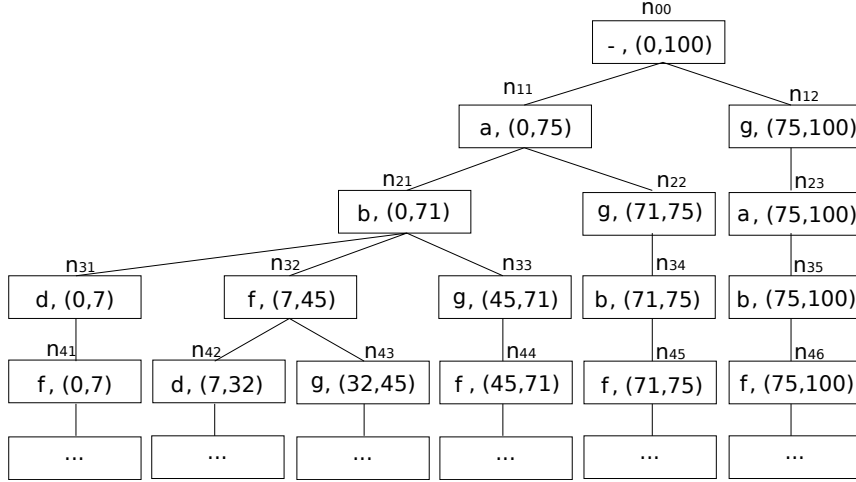 n00
- , (0,100)
n11 n12
a, (0,75) g, (75,100)
n21 n22 n23
b, (0,71) g, (71,75) a, (75,100)
n31 n32 n33 n34 n35
d, (0,7) f, (7,45) g, (45,71) b, (71,75) b, (75,100)
n41 n42 n43 n44 n45 n46
f, (0,7) d, (7,32) g, (32,45) f, (45,71) f, (71,75) f, (75,100)
... ... ... ... ... ...